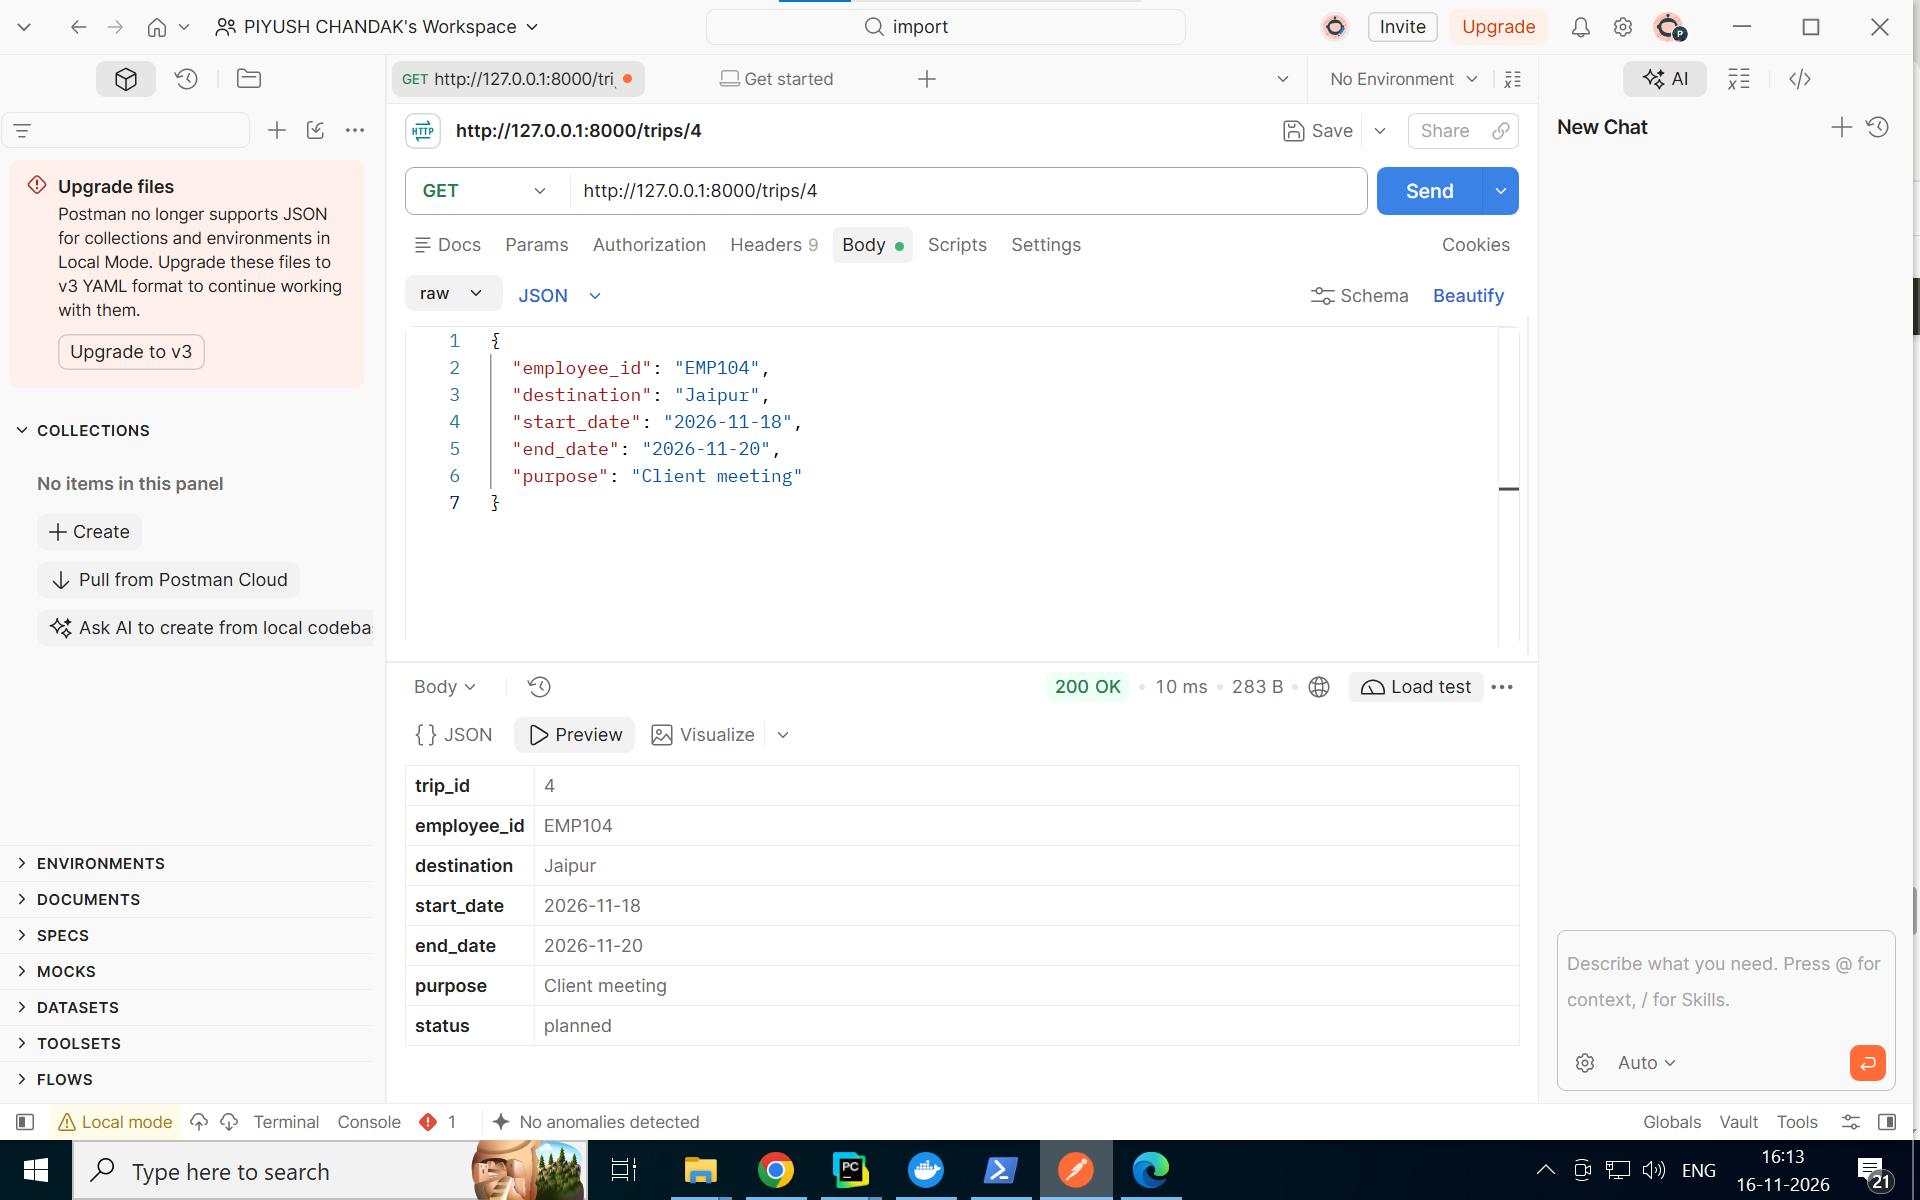 PIYUSH CHANDAK's Workspace
import
Invite
Upgrade
GET http://127.0.0.1:8000/tri
Get started
No Environment
AI
HTTP
http://127.0.0.1:8000/trips/4
Save
Share
New Chat
Upgrade files
Postman no longer supports JSON
for collections and environments in
Local Mode. Upgrade these files to
v3 YAML format to continue working
with them.
Upgrade to v3
GET
http://127.0.0.1:8000/trips/4
Send
Docs
Params
Authorization
Headers 9
Body
Scripts
Settings
Cookies
raw
JSON
Schema
Beautify
1 {
2 "employee_id": "EMP104",
3 "destination": "Jaipur",
4 "start_date": "2026-11-18",
5 "end_date": "2026-11-20",
6 "purpose": "Client meeting"
7 }
COLLECTIONS
No items in this panel
Create
Pull from Postman Cloud
Ask AI to create from local codeba
Body
200 OK
10 ms
283 B
Load test
{} JSON
Preview
Visualize
trip_id 4
employee_id EMP104
destination Jaipur
start_date 2026-11-18
end_date 2026-11-20
purpose Client meeting
status planned
ENVIRONMENTS
DOCUMENTS
SPECS
MOCKS
DATASETS
TOOLSETS
FLOWS
Describe what you need. Press @ for
context, / for Skills.
Auto
Local mode
Terminal
Console
1
No anomalies detected
Globals
Vault
Tools
Type here to search
PC
ENG
16:13
16-11-2026
21